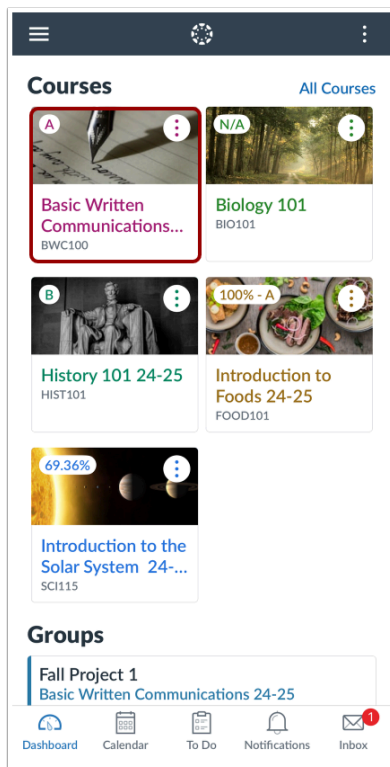 Courses
All Courses
A
Basic Written
Communications...
BWC100
N/A
Biology 101
BIO101
B
History 101 24-25
HIST101
100% - A
Introduction to
Foods 24-25
FOOD101
69.36%
Introduction to the
Solar System 24-...
SCI115
Groups
Fall Project 1
Basic Written Communications 24-25
1
Dashboard
Calendar
To Do
Notifications
Inbox